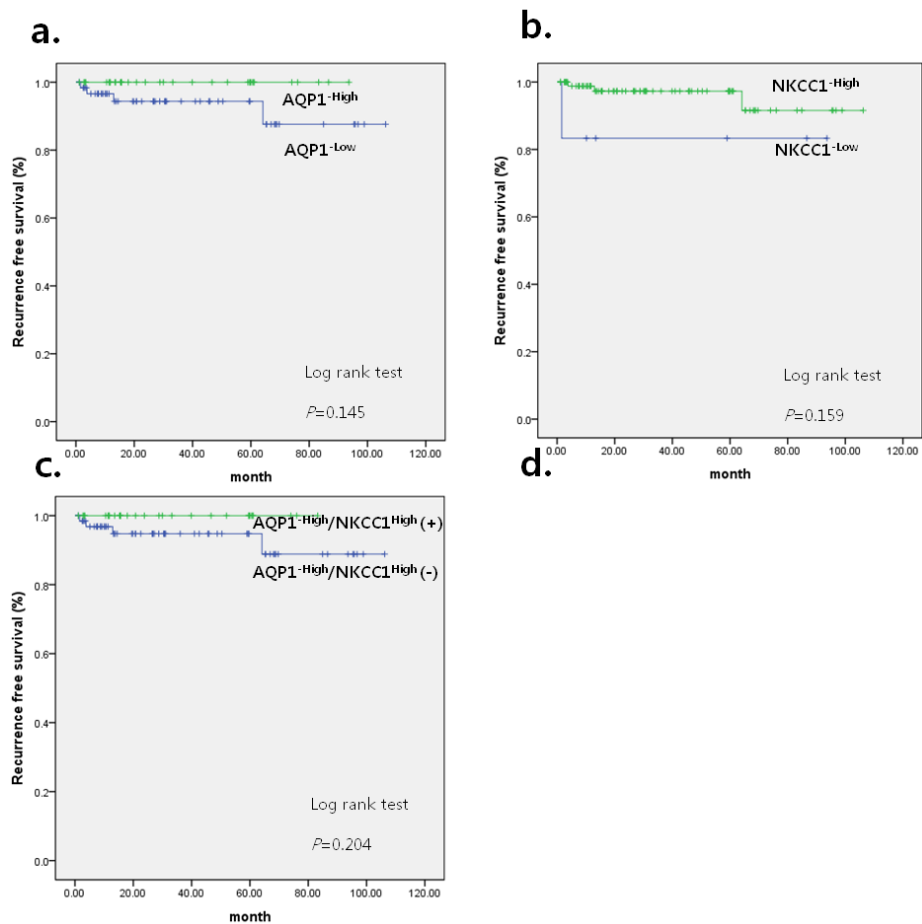 a.
Recurrence free survival (%)
1.0
0.8
0.6
0.4
0.2
0.0
AQP1-High
AQP1-Low
Log rank test
P=0.145
0.00 20.00 40.00 60.00 80.00 100.00 120.00
month
b.
Recurrence free survival (%)
1.0
0.8
0.6
0.4
0.2
0.0
NKCC1-High
NKCC1-Low
Log rank test
P=0.159
0.00 20.00 40.00 60.00 80.00 100.00 120.00
month
c.
Recurrence free survival (%)
1.0
0.8
0.6
0.4
0.2
0.0
AQP1-High/NKCC1High (+)
AQP1-High/NKCC1High (-)
Log rank test
P=0.204
0.00 20.00 40.00 60.00 80.00 100.00 120.00
month
d.